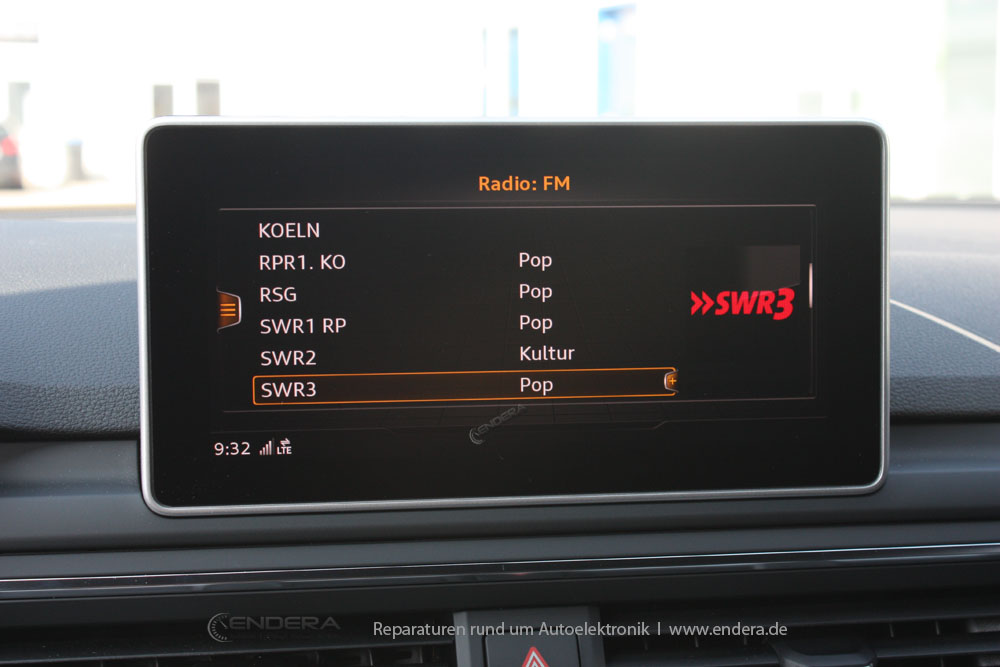 Radio: FM
KOELN
RPR1. KO Pop
RSG Pop
SWR1 RP Pop
SWR2 Kultur
SWR3 Pop
SWR3
9:32 LTE
ENDERA
ENDERA
Reparaturen rund um Autoelektronik | www.endera.de